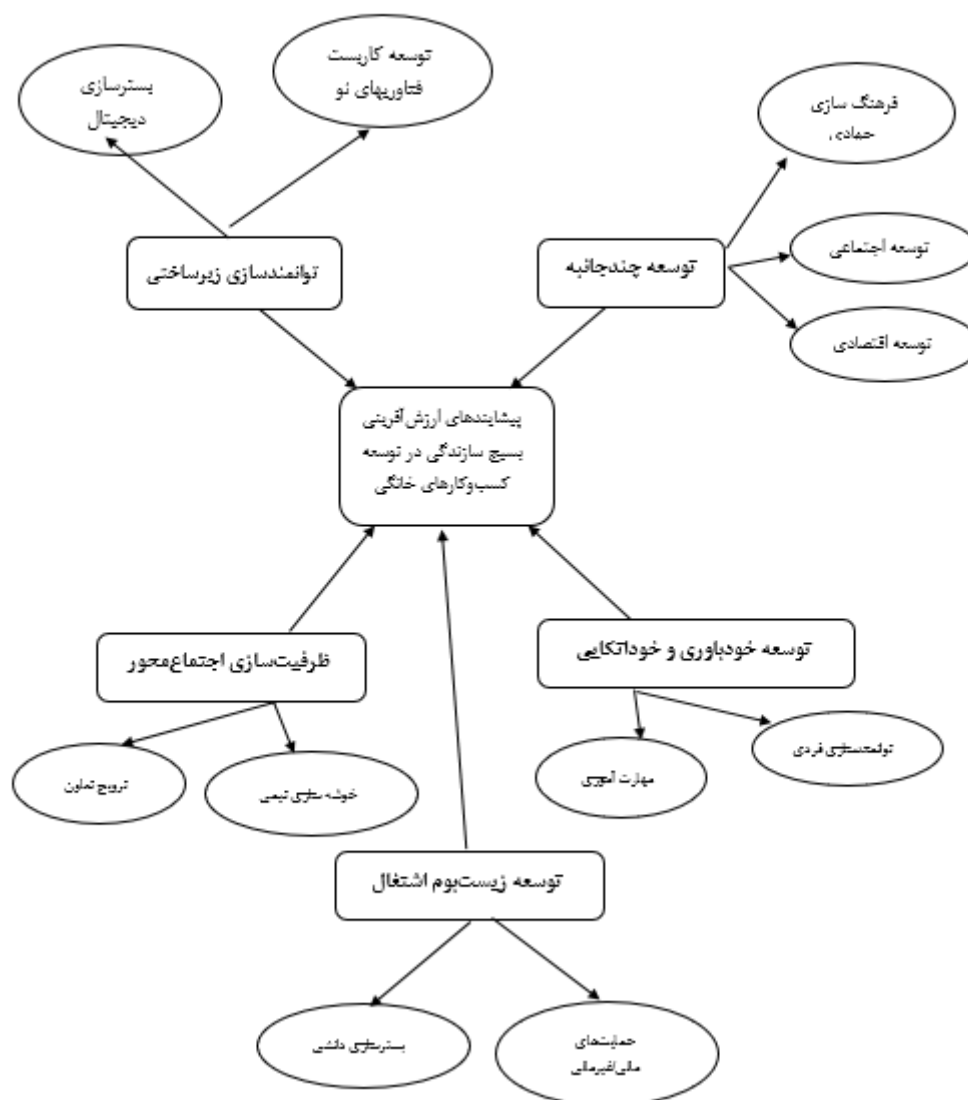 توسعه کاربست
فناوریهای نو
بسترسازی
دیجیتال
فرهنگ سازی
جهادی
توانمندسازی زیرساختی
توسعه چندجانبه
توسعه اجتماعی
توسعه اقتصادی
پیشایندهای ارزش‌آفرینی
بسیج سازندگی در توسعه
کسب‌وکارهای خانگی
ظرفیت‌سازی اجتماع‌محور
توسعه خودباوری و خوداتکایی
ترویج تعاون
خوشه سازی تیمی
مهارت آموزی
توانمندسازی فردی
توسعه زیست‌بوم اشتغال
بسترسازی دانشی
حمایت‌های
مالی/غیرمالی